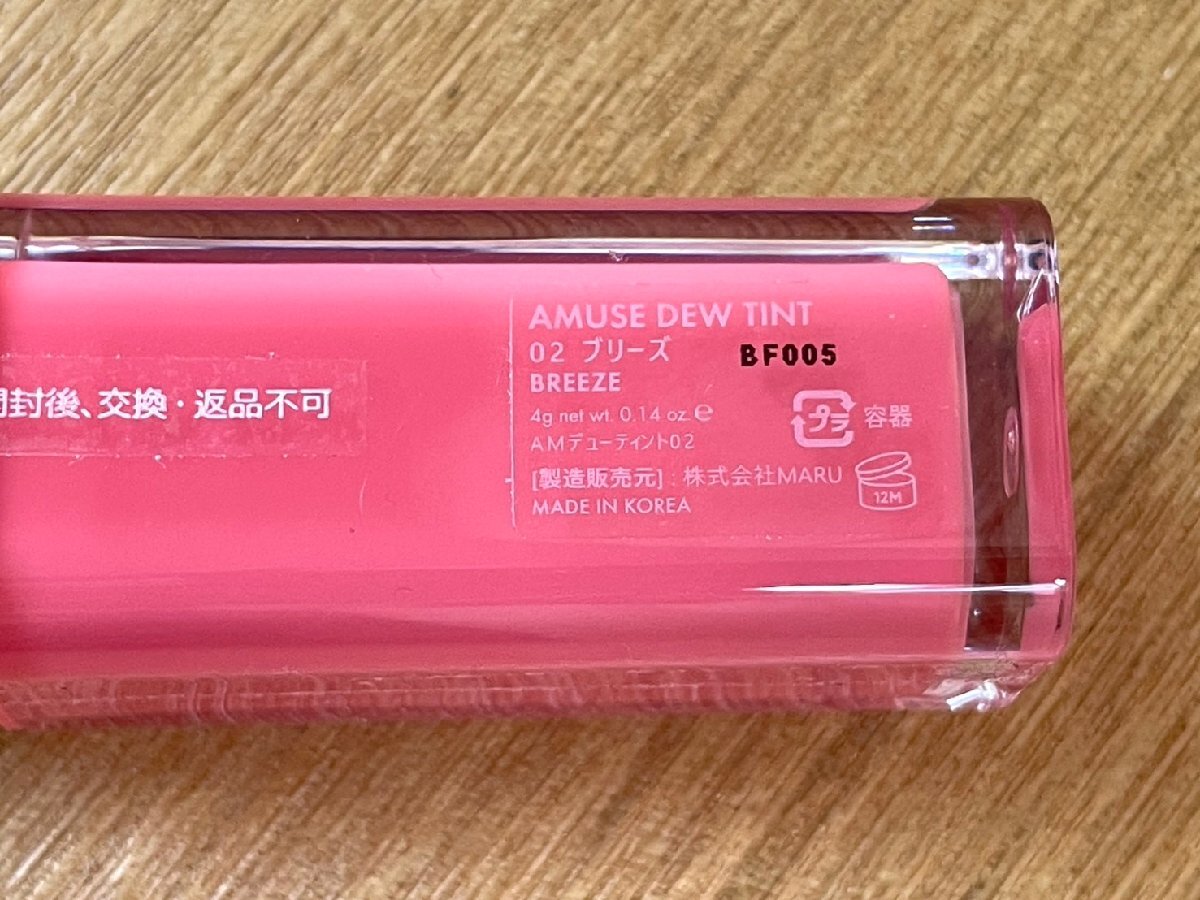 封後、交換・返品不可
AMUSE DEW TINT
02 ブリーズ BF005
BREEZE
4g net wt. 0.14 oz. ℮
プラ 容器
AMデューティント02
[製造販売元]:株式会社MARU
12M
MADE IN KOREA